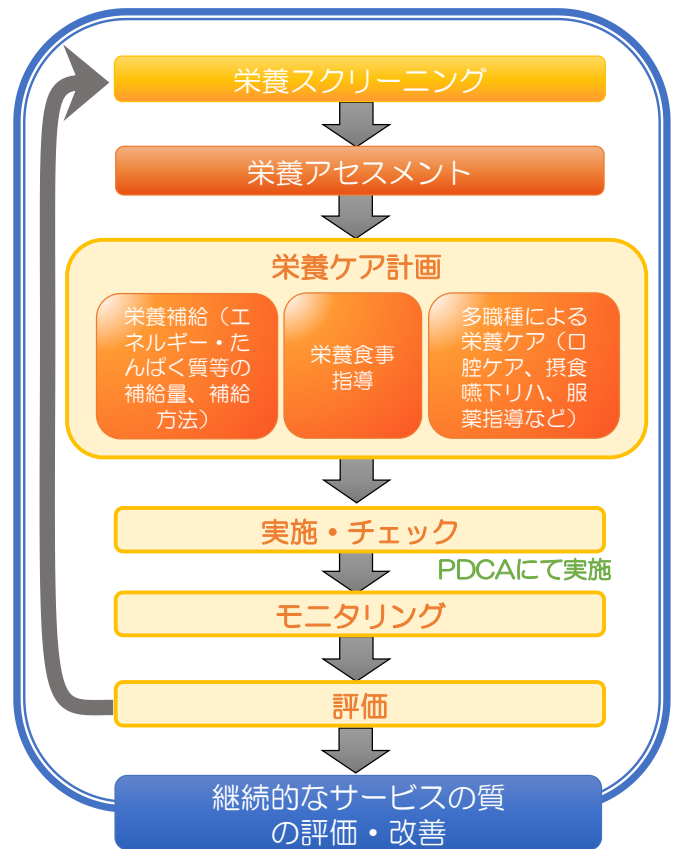 栄養スクリーニング
栄養アセスメント
栄養ケア計画
栄養補給（エ
ネルギー・た
んぱく質等の
補給量、補給
方法）
栄養食事
指導
多職種による
栄養ケア（口
腔ケア、摂食
嚥下リハ、服
薬指導など）
実施・チェック
PDCAにて実施
モニタリング
評価
継続的なサービスの質
の評価・改善